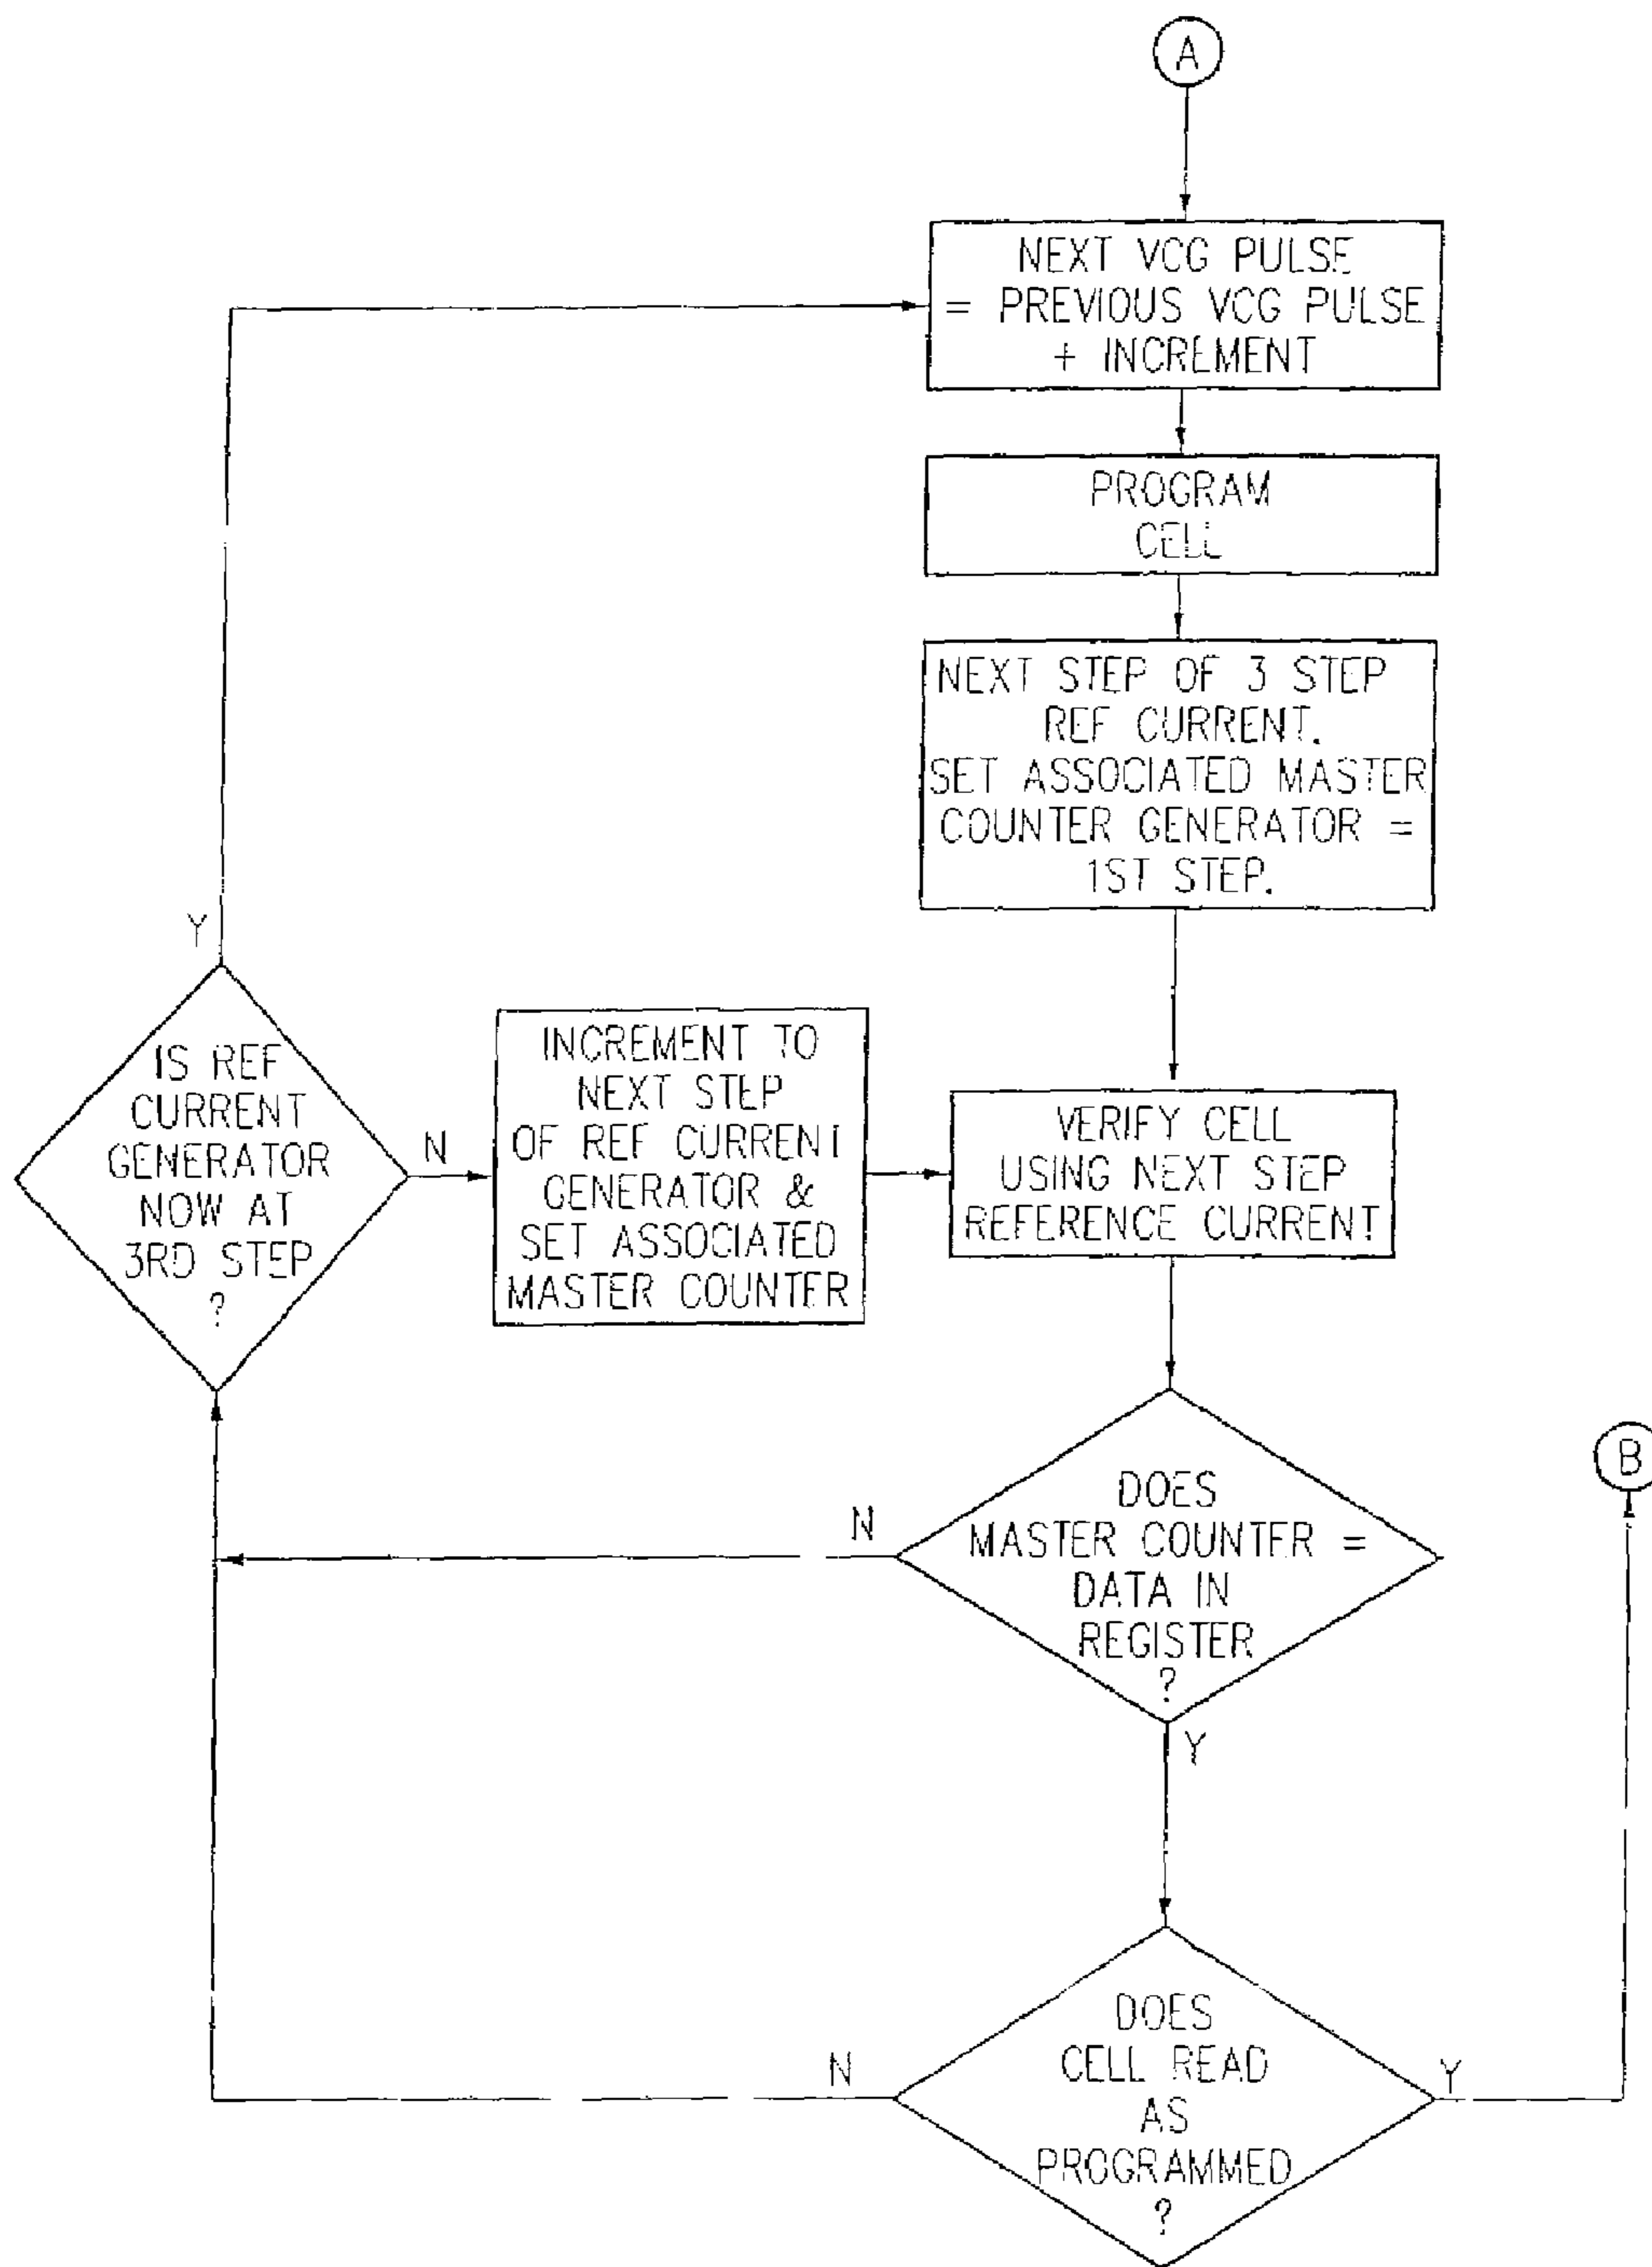 A
NEXT VCG PULSE
= PREVIOUS VCG PULSE
+ INCREMENT
PROGRAM
CELL
NEXT STEP OF 3 STEP
REF CURRENT.
SET ASSOCIATED MASTER
COUNTER GENERATOR =
1ST STEP.
Y
IS REF
CURRENT
GENERATOR
NOW AT
3RD STEP
?
N
INCREMENT TO
NEXT STEP
OF REF CURRENT
GENERATOR &
SET ASSOCIATED
MASTER COUNTER
VERIFY CELL
USING NEXT STEP
REFERENCE CURRENT
B
N
DOES
MASTER COUNTER =
DATA IN
REGISTER
?
Y
N
DOES
CELL READ
AS
PROGRAMMED
?
Y